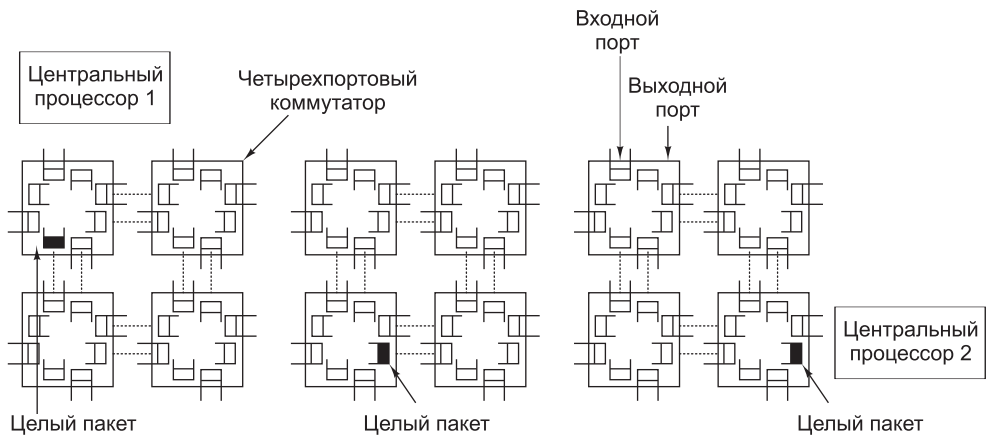 Входной
порт
Центральный
процессор 1
Четырехпортовый
коммутатор
Выходной
порт
Центральный
процессор 2
Целый пакет
Целый пакет
Целый пакет